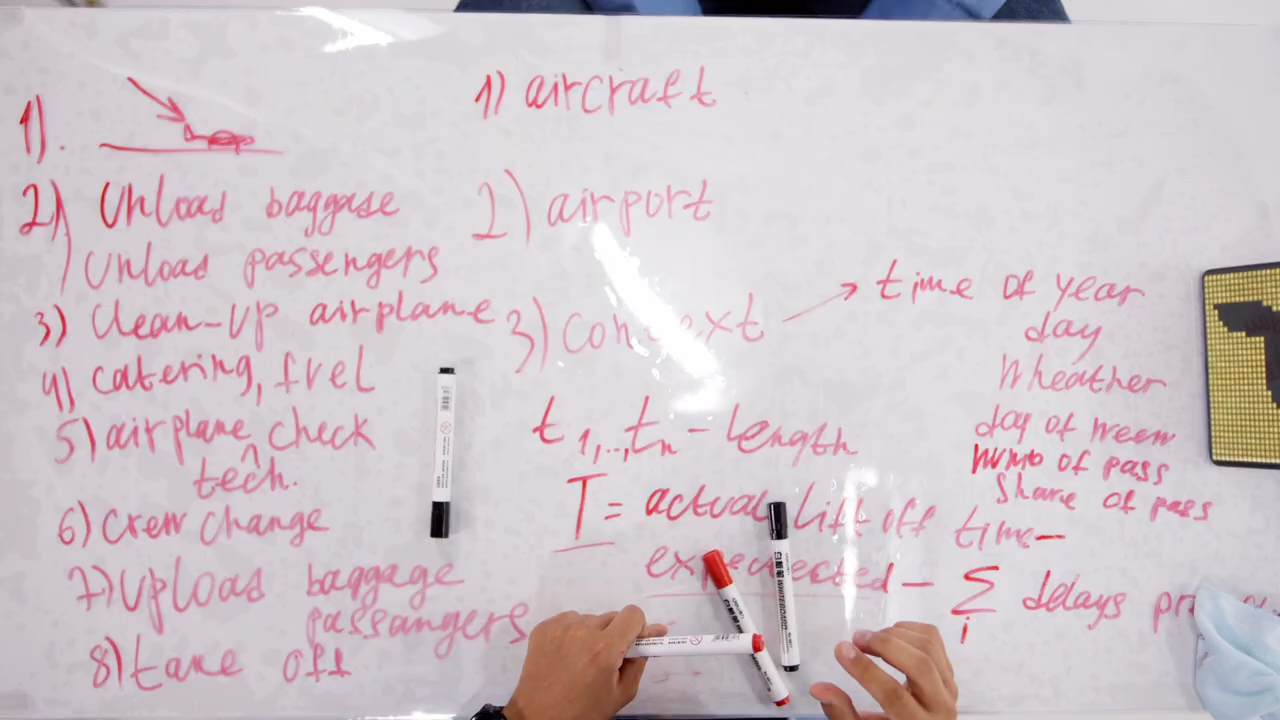 1).
2) Unload baggage
Unload passengers
3) Clean-up airplane
4) catering, fuel
5) airplane check
tech.
6) Crew change
7) Upload baggage
passangers
8) take off
1) aircraft
2) airport
3) context
time of year
day
Wheather
day of week
numb of pass
Share of pass
t1,..,tn - length
T = actual lift off time-
expected - Σ delays
i
WHITEBOARD